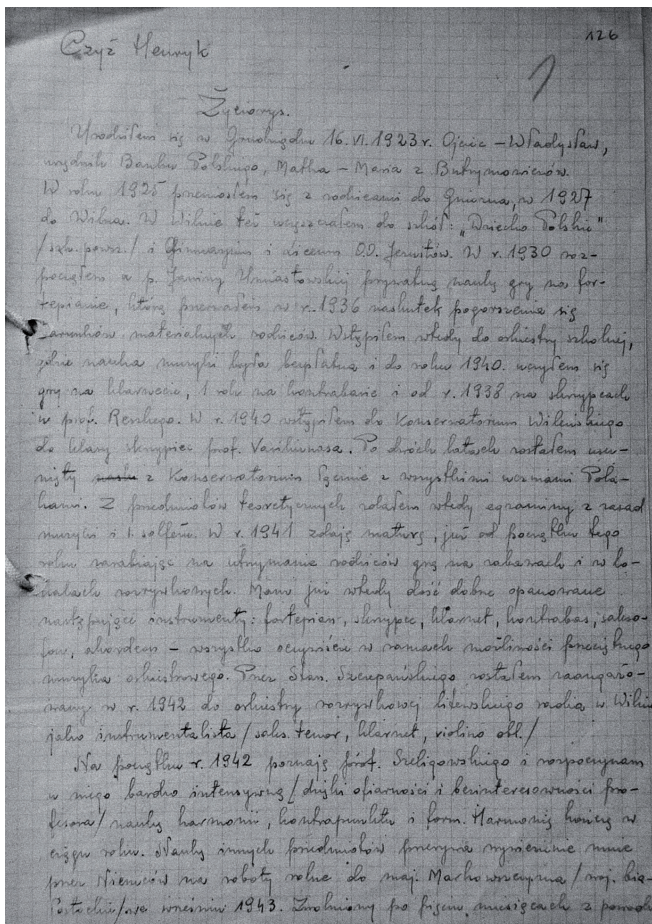 126
Czyż Henryk
1
Życiorys.
Urodziłem się w Grudziądzu 16.VI.1923 r. Ojciec – Władysław,
urzędnik Banku Polskiego, Matka – Maria z Butrymowiczów.
W roku 1925 przeniosłem się z rodzicami do Gniezna, w 1927
do Wilna. W Wilnie też uczęszczałem do szkół: „Dziecko Polskie”
/szk. powsz./ i Gimnazjum i Liceum O.O. Jezuitów. W r. 1930 roz-
począłem u p. Janiny Umiastowskiej prywatną naukę gry na for-
tepianie, którą przerwałem w r. 1936 naskutek pogorszenia się
warunków materialnych rodziców. Wstąpiłem wtedy do orkiestry szkolnej,
gdzie nauka muzyki była bezpłatna i do roku 1940. uczyłem się
gry na klarnecie, 1 rok na kontrabasie i od r. 1938 na skrzypcach
u prof. W r. 1940 wstąpiłem do Konserwatorium Wileńskiego
do klasy skrzypiec prof. Po dwóch latach zostałem usu-
nięty z Konserwatorium łącznie z wszystkimi uczniami Pola-
kami. Z przedmiotów teoretycznych zdałem wtedy egzaminy z zasad
muzyki i 1. solfeżu. W r. 1941 zdaję maturę, już od początku tego
roku zarabiając na utrzymanie rodziców grą na zabawach i w lo-
kalach rozrywkowych. Mam już wtedy dość dobrze opanowane
następujące instrumenty: fortepian, skrzypce, klarnet, kontrabas, sakso-
fon, akordeon – wszystko oczywiście w ramach możliwości przeciętnego
muzyka orkiestrowego. Przez Stan. Szczepańskiego zostałem zaangażo-
wany w r. 1942 do orkiestry rozrywkowej litewskiego radia w Wilnie
jako instrumentalista /saks. tenor, klarnet, violino obl./
Na początku r. 1942 poznaję prof. Szeligowskiego i rozpoczynam
u niego bardzo intensywną /dzięki ofiarności i bezinteresowności pro-
fesora/ naukę harmonii, kontrapunktu i form. Harmonię kończę w
ciągu roku. Naukę innych przedmiotów przerywa wywiezienie mnie
przez Niemców na roboty rolne do maj. /woj. bia-
łostockie/ we wrześniu 1943. Zwolniony po pięciu miesiącach z powodu